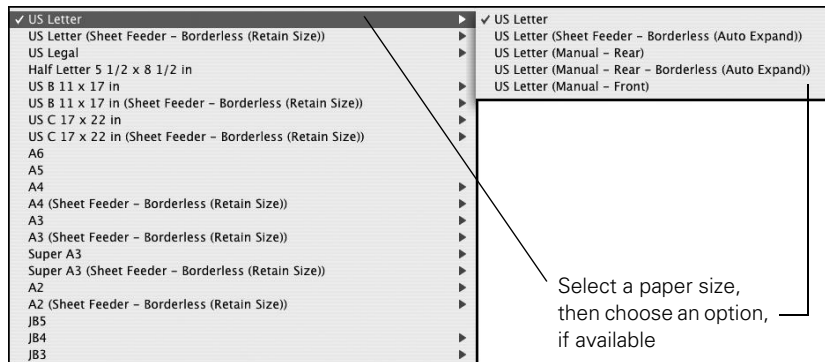 ✓ US Letter
US Letter (Sheet Feeder – Borderless (Retain Size))
US Legal
Half Letter 5 1/2 x 8 1/2 in
US B 11 x 17 in
US B 11 x 17 in (Sheet Feeder – Borderless (Retain Size))
US C 17 x 22 in
US C 17 x 22 in (Sheet Feeder – Borderless (Retain Size))
A6
A5
A4
A4 (Sheet Feeder – Borderless (Retain Size))
A3
A3 (Sheet Feeder – Borderless (Retain Size))
Super A3
Super A3 (Sheet Feeder – Borderless (Retain Size))
A2
A2 (Sheet Feeder – Borderless (Retain Size))
JB5
JB4
JB3
✓ US Letter
US Letter (Sheet Feeder – Borderless (Auto Expand))
US Letter (Manual – Rear)
US Letter (Manual – Rear – Borderless (Auto Expand))
US Letter (Manual – Front)
Select a paper size,
then choose an option,
if available